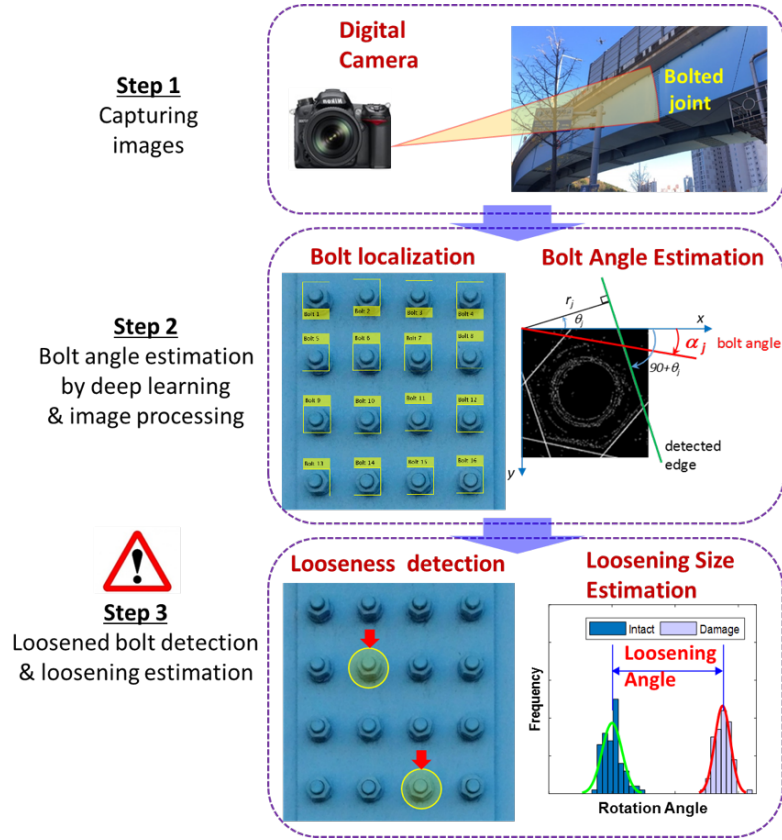 Step 1
Capturing
images
Digital
Camera
Bolted
joint
Step 2
Bolt angle estimation
by deep learning
& image processing
Bolt localization
Bolt 1
Bolt 2
Bolt 3
Bolt 4
Bolt 5
Bolt 6
Bolt 7
Bolt 8
Bolt 9
Bolt 10
Bolt 11
Bolt 12
Bolt 13
Bolt 14
Bolt 15
Bolt 16
Bolt Angle Estimation
rⱼ
θⱼ
x
αⱼ bolt angle
90+θⱼ
detected
edge
y
Step 3
Loosened bolt detection
& loosening estimation
Looseness detection
Loosening Size
Estimation
Intact
Damage
Loosening
Angle
Frequency
Rotation Angle